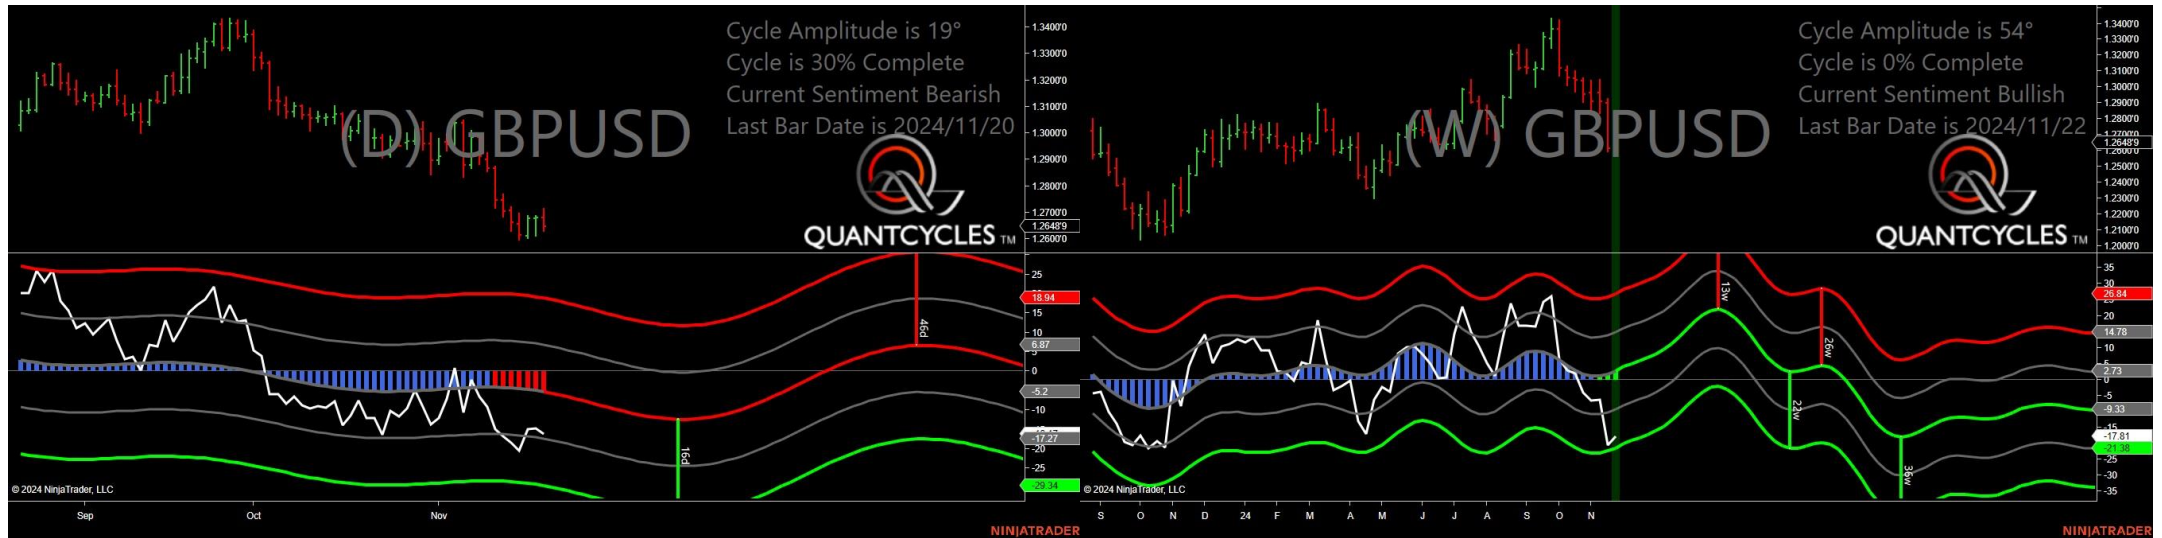 Cycle Amplitude is 19°
Cycle is 30% Complete
Current Sentiment Bearish
Last Bar Date is 2024/11/20
(D) GBPUSD
QUANTCYCLES TM
1.3400'0
1.3300'0
1.3200'0
1.3100'0
1.3000'0
1.2900'0
1.2800'0
1.2700'0
1.2648'9
1.2600'0
25
18.94
15
10
6.87
5
0
-5.2
-10
-17.27
-20
-25
-29.34
46d
16d
© 2024 NinjaTrader, LLC
Sep Oct Nov
NINJATRADER
Cycle Amplitude is 54°
Cycle is 0% Complete
Current Sentiment Bullish
Last Bar Date is 2024/11/22
(W) GBPUSD
QUANTCYCLES TM
1.3400'0
1.3300'0
1.3200'0
1.3100'0
1.3000'0
1.2900'0
1.2800'0
1.2700'0
1.2648'9
1.2500'0
1.2400'0
1.2300'0
1.2200'0
1.2100'0
1.2000'0
35
30
26.84
20
14.78
10
5
2.73
0
-5
-9.33
-17.81
-21.38
-25
-30
-35
13w
26w
22w
36w
© 2024 NinjaTrader, LLC
S O N D 24 F M A M J J A S O N
NINJATRADER